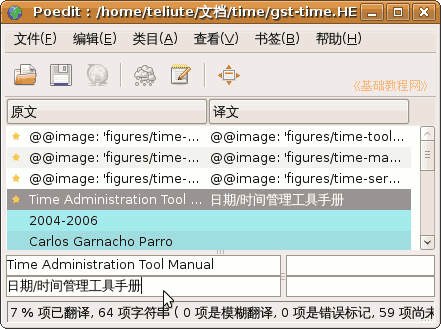 Poedit : /home/teliute/文档/time/gst-time.HE
文件(F) 编辑(E) 类目(A) 查看(V) 书签(B) 帮助(H)
《基础教程网》
原文 译文
@@image: 'figures/time-... @@image: 'figures/time-tool...
@@image: 'figures/time-... @@image: 'figures/time-ma...
@@image: 'figures/time-... @@image: 'figures/time-ser...
Time Administration Tool ... 日期/时间管理工具手册
2004-2006
Carlos Garnacho Parro
Time Administration Tool Manual
日期/时间管理工具手册
7 % 项已翻译, 64 项字符串 ( 0 项是模糊翻译, 0 项是错误标记, 59 项尚未